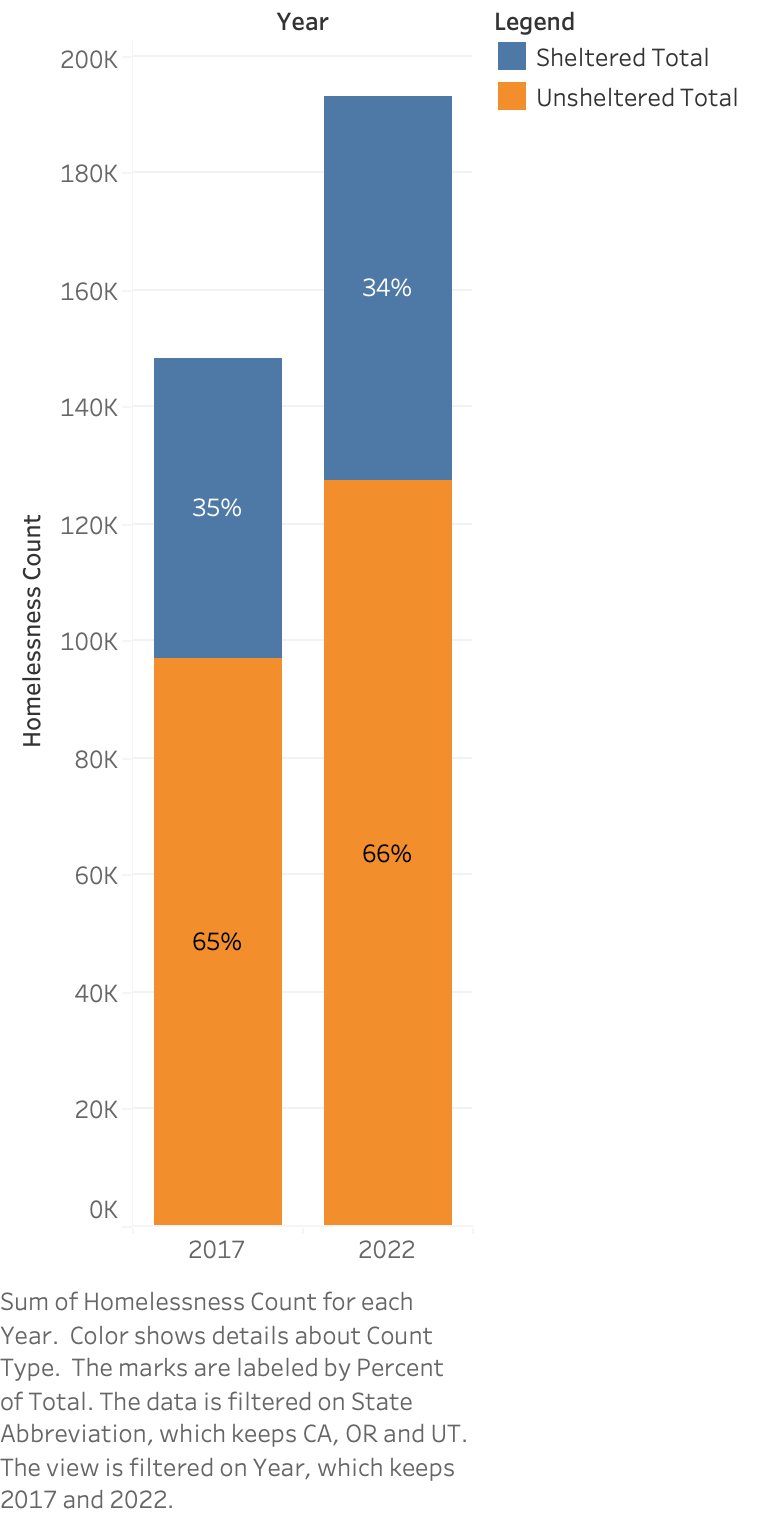 Year
Legend
Sheltered Total
Unsheltered Total
200K
180K
160K
140K
120K
100K
80K
60K
40K
20K
0K
Homelessness Count
34%
35%
66%
65%
2017
2022
Sum of Homelessness Count for each
Year. Color shows details about Count
Type. The marks are labeled by Percent
of Total. The data is filtered on State
Abbreviation, which keeps CA, OR and UT.
The view is filtered on Year, which keeps
2017 and 2022.